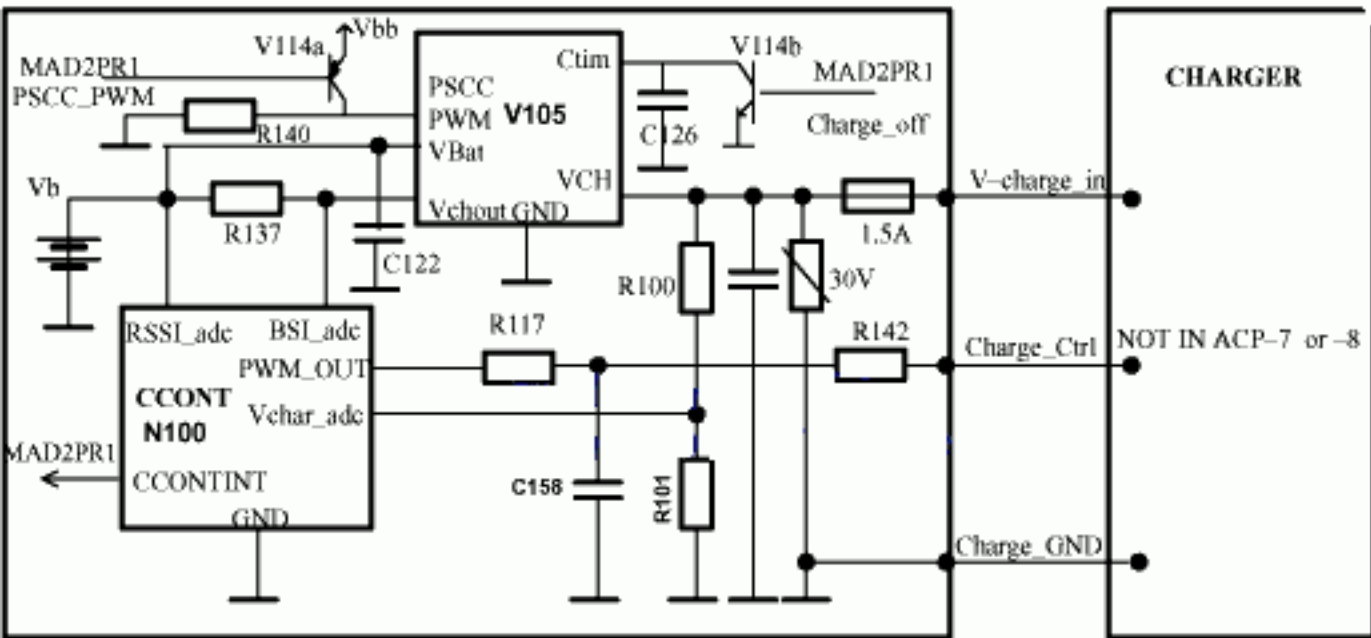 Vbb
V114a
MAD2PR1
PSCC_PWM
R140
PSCC
PWM
V105
VBat
Vchout
GND
Ctim
VCH
V114b
MAD2PR1
Charge_off
C126
CHARGER
Vb
R137
C122
V-charge_in
1.5A
R100
30V
RSSI_adc
BSI_adc
PWM_OUT
CCONT
N100
Vchar_adc
MAD2PR1
CCONTINT
GND
R117
R142
Charge_Ctrl
NOT IN ACP-7 or -8
C158
R101
Charge_GND